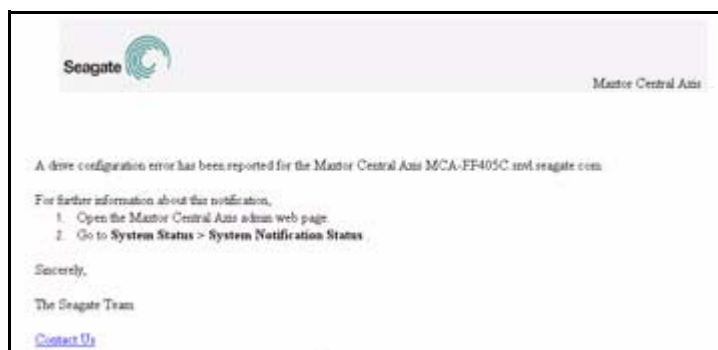 Seagate
Maxtor Central Axis
A drive configuration error has been reported for the Maxtor Central Axis MCA-FF405C.snvl.seagate.com.
For further information about this notification,
1. Open the Maxtor Central Axis admin web page.
2. Go to System Status > System Notification Status.
Sincerely,
The Seagate Team
Contact Us